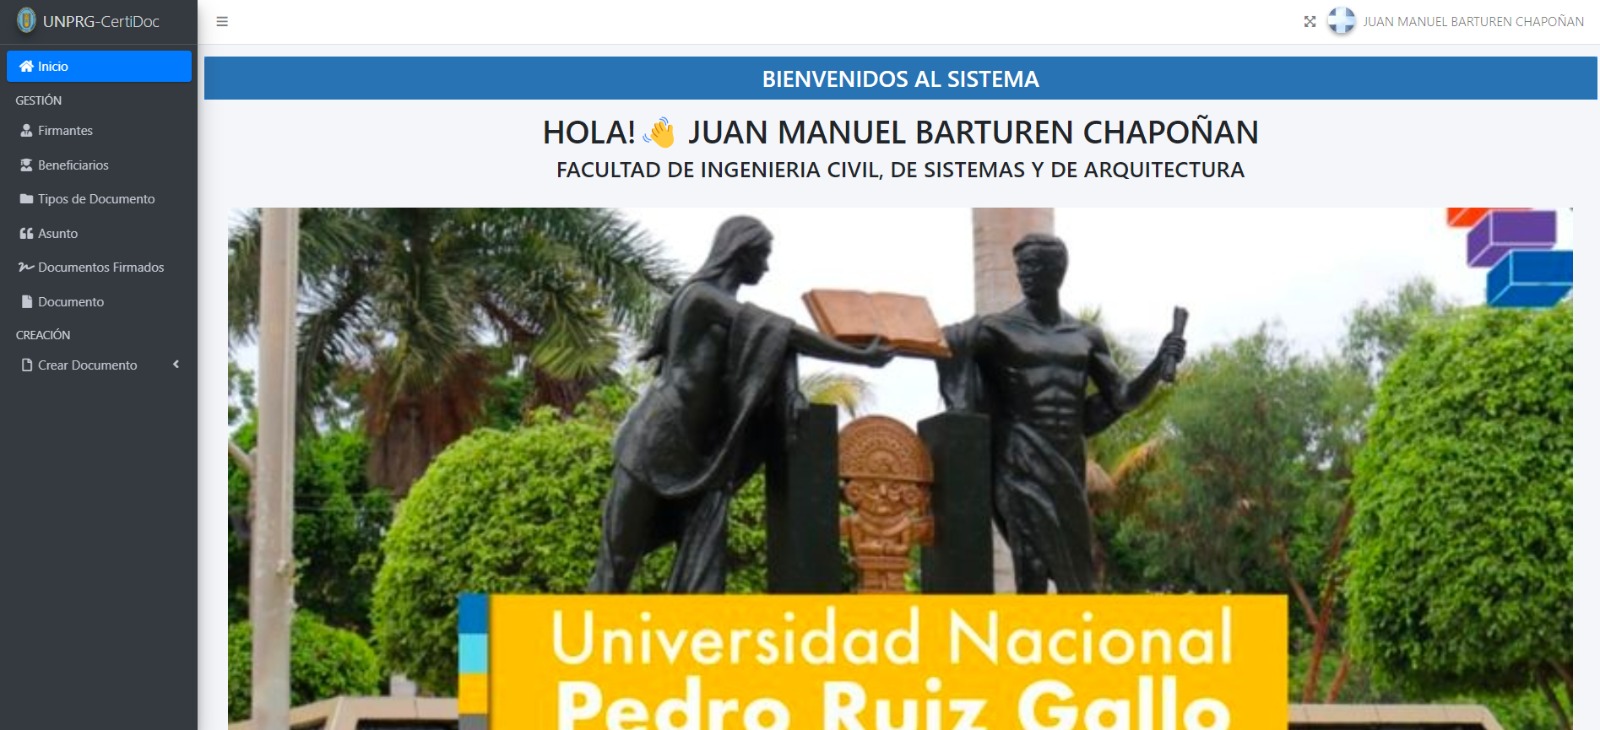 UNPRG-CertiDoc
JUAN MANUEL BARTUREN CHAPOÑAN
Inicio
GESTIÓN
Firmantes
Beneficiarios
Tipos de Documento
Asunto
Documentos Firmados
Documento
CREACIÓN
Crear Documento
BIENVENIDOS AL SISTEMA
HOLA! 👋 JUAN MANUEL BARTUREN CHAPOÑAN
FACULTAD DE INGENIERIA CIVIL, DE SISTEMAS Y DE ARQUITECTURA
Universidad Nacional
Pedro Ruiz Gallo